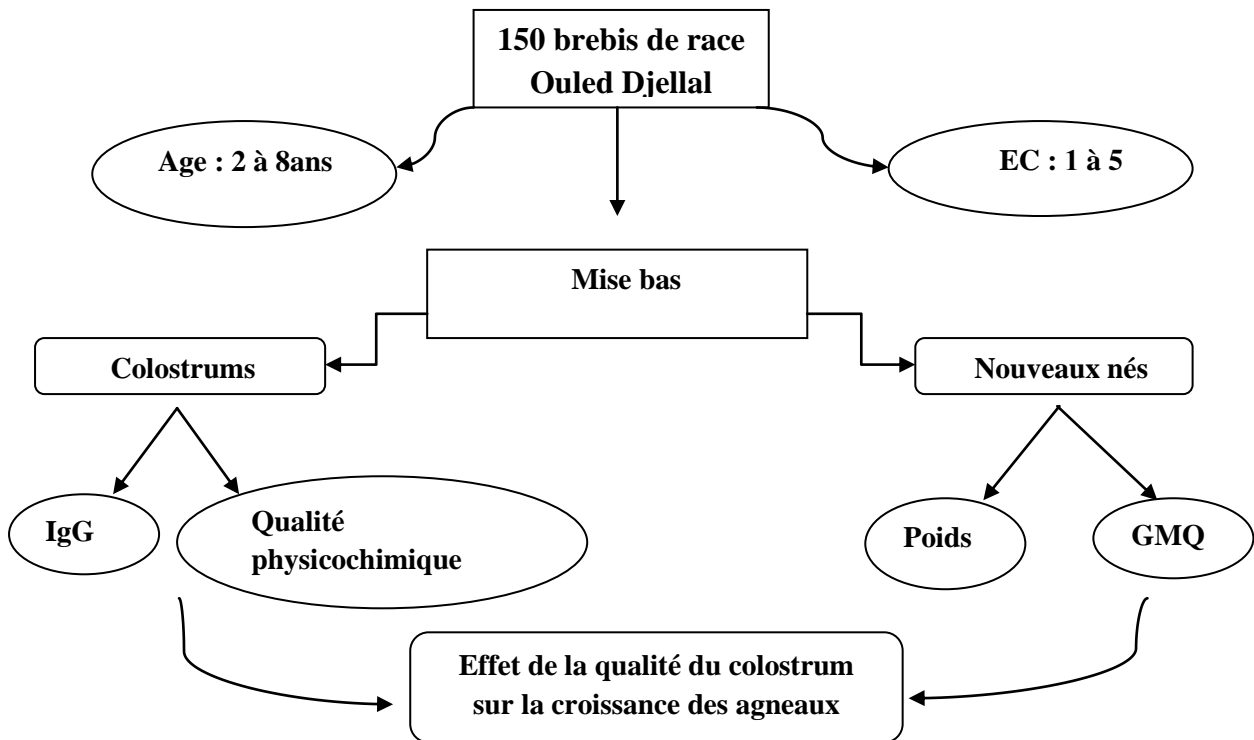 150 brebis de race
Ouled Djellal
Age : 2 à 8ans
EC : 1 à 5
Mise bas
Colostrums
Nouveaux nés
IgG
Qualité
physicochimique
Poids
GMQ
Effet de la qualité du colostrum
sur la croissance des agneaux